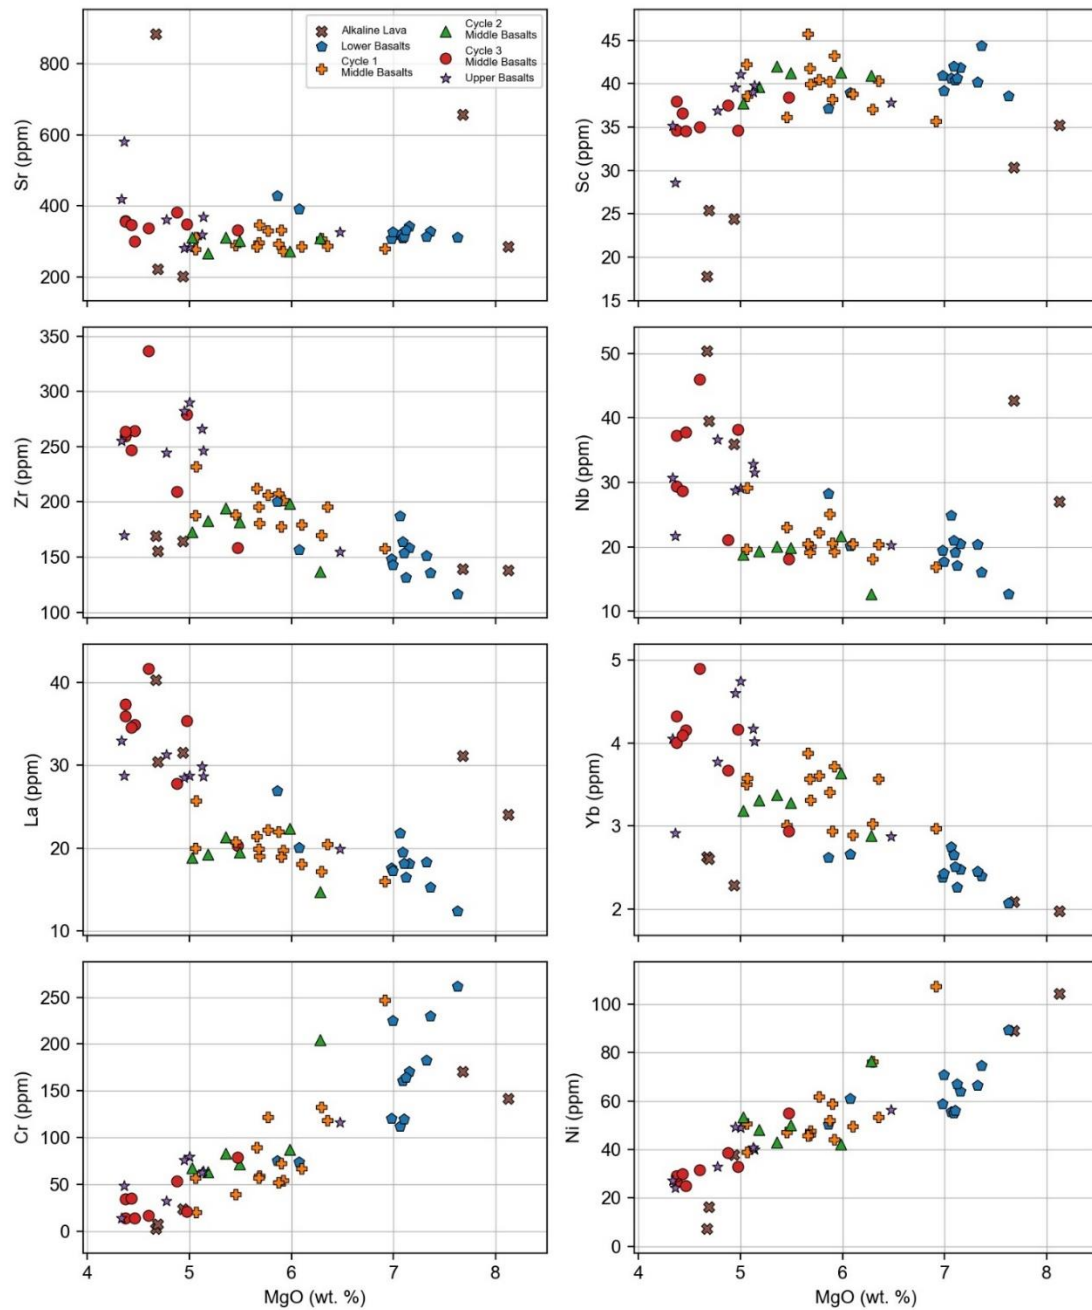 Alkaline Lava
Lower Basalts
Cycle 1
Middle Basalts
Cycle 2
Middle Basalts
Cycle 3
Middle Basalts
Upper Basalts
800
600
400
200
Sr (ppm)
45
40
35
30
25
20
15
Sc (ppm)
350
300
250
200
150
100
Zr (ppm)
50
40
30
20
10
Nb (ppm)
40
30
20
10
La (ppm)
5
4
3
2
Yb (ppm)
250
200
150
100
50
0
Cr (ppm)
4 5 6 7 8
MgO (wt. %)
100
80
60
40
20
0
Ni (ppm)
4 5 6 7 8
MgO (wt. %)